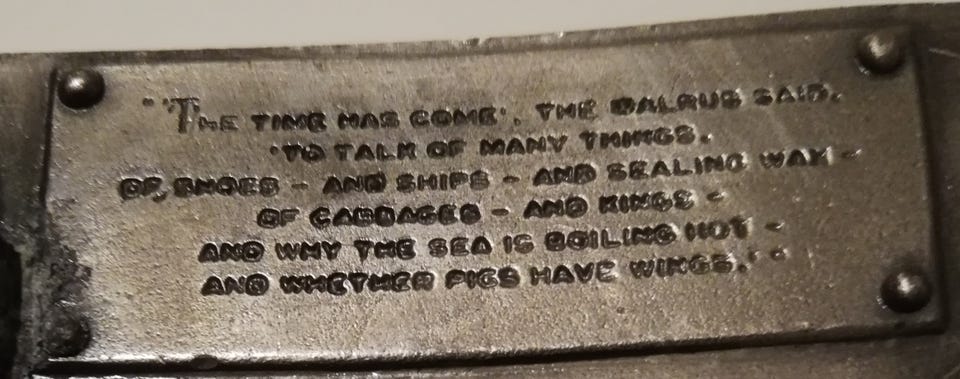 "'THE TIME HAS COME', THE WALRUS SAID,
'TO TALK OF MANY THINGS.
OF, SHOES - AND SHIPS - AND SEALING WAX -
OF CABBAGES - AND KINGS -
AND WHY THE SEA IS BOILING HOT -
AND WHETHER PIGS HAVE WINGS.' "